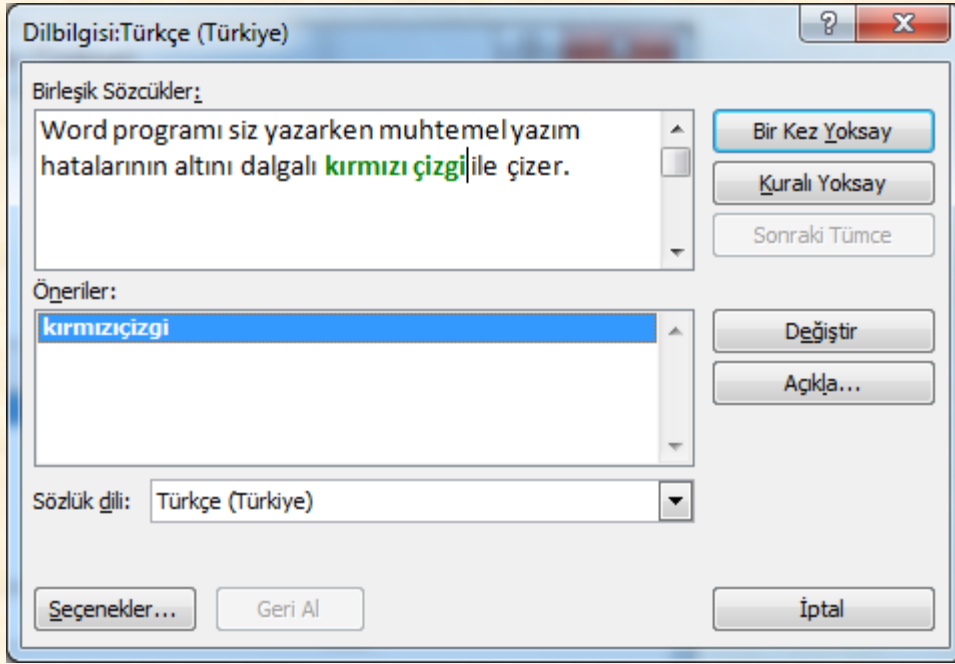 Dilbilgisi:Türkçe (Türkiye)
Birleşik Sözcükler:
Word programı siz yazarken muhtemel yazım
hatalarının altını dalgalı kırmızı çizgi ile çizer.
Bir Kez Yoksay
Kuralı Yoksay
Sonraki Tümce
Öneriler:
kırmızıçizgi
Değiştir
Açıkla...
Sözlük dili: Türkçe (Türkiye)
Seçenekler... Geri Al İptal